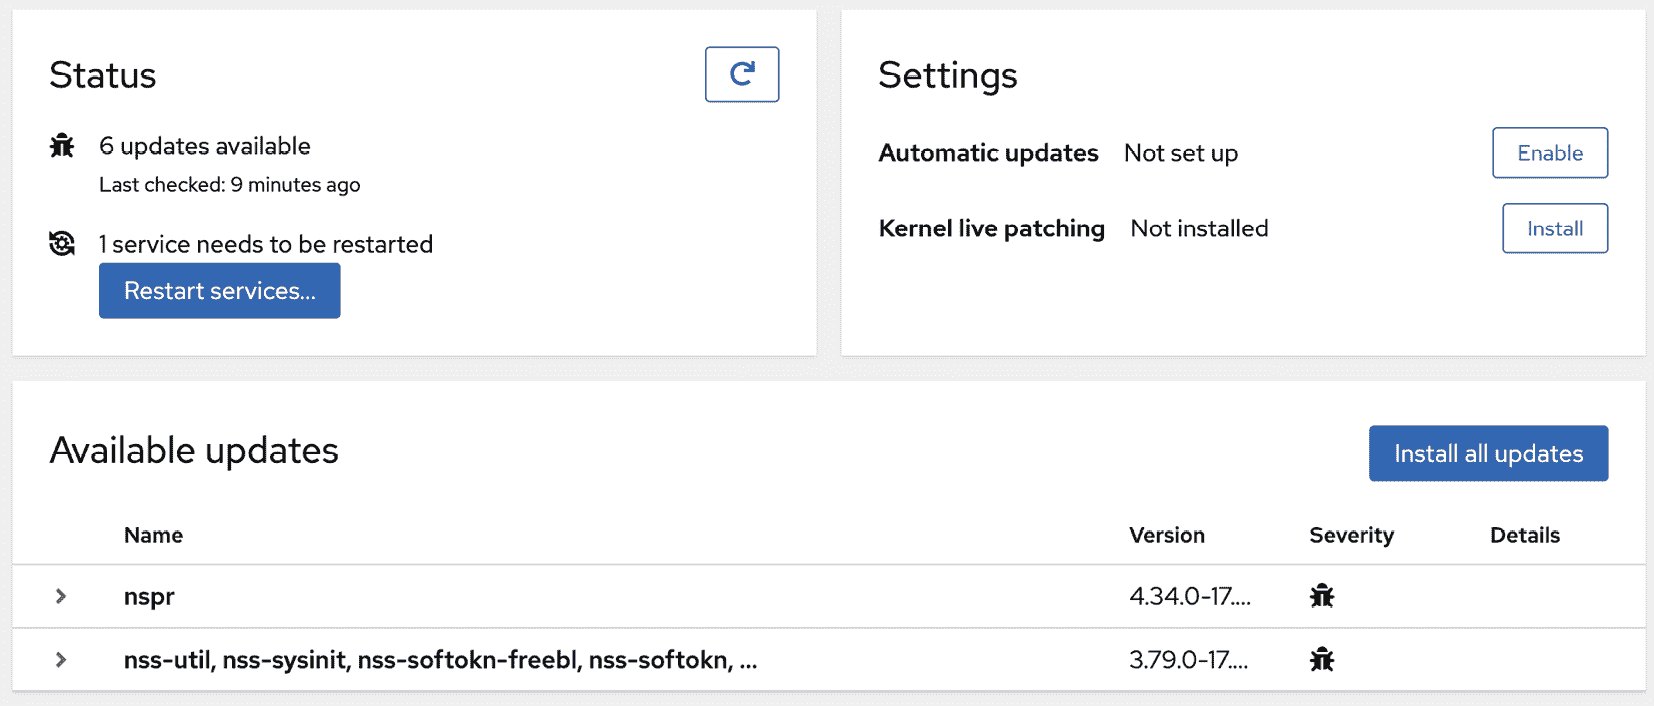 Status
6 updates available
Last checked: 9 minutes ago
1 service needs to be restarted
Restart services...
Settings
Automatic updates Not set up Enable
Kernel live patching Not installed Install
Available updates Install all updates
Name Version Severity Details
nspr 4.34.0-17....
nss-util, nss-sysinit, nss-softokn-freebl, nss-softokn, ... 3.79.0-17....